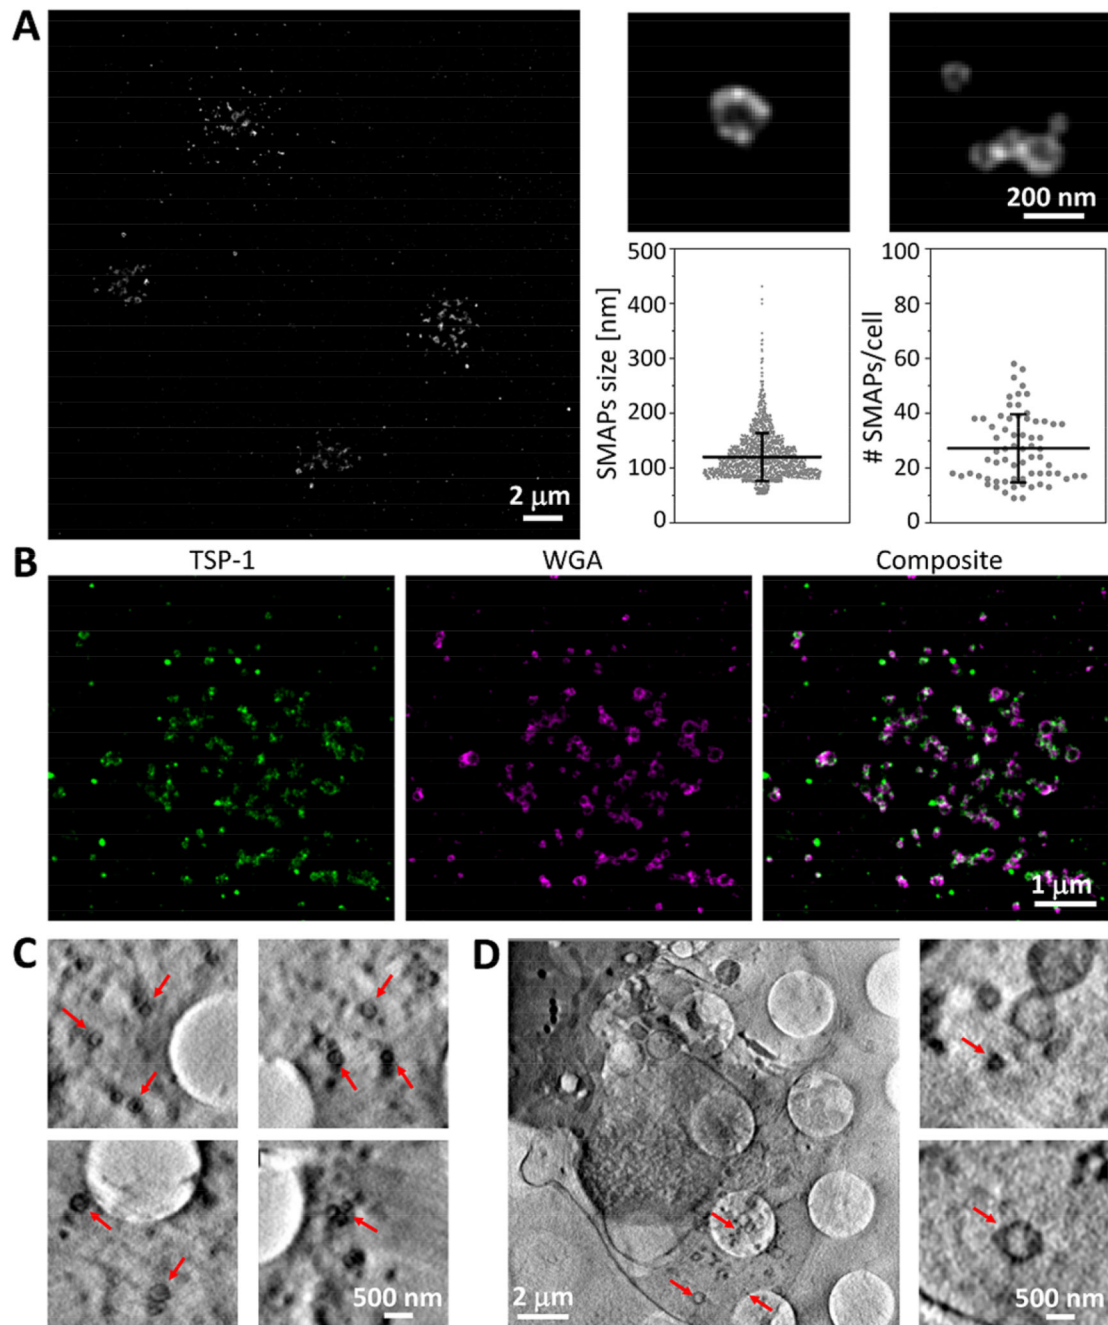 A
2 μm
200 nm
SMAPs size [nm]
500
400
300
200
100
0
# SMAPs/cell
100
80
60
40
20
0
B
TSP-1
WGA
Composite
1 μm
C
500 nm
D
2 μm
500 nm